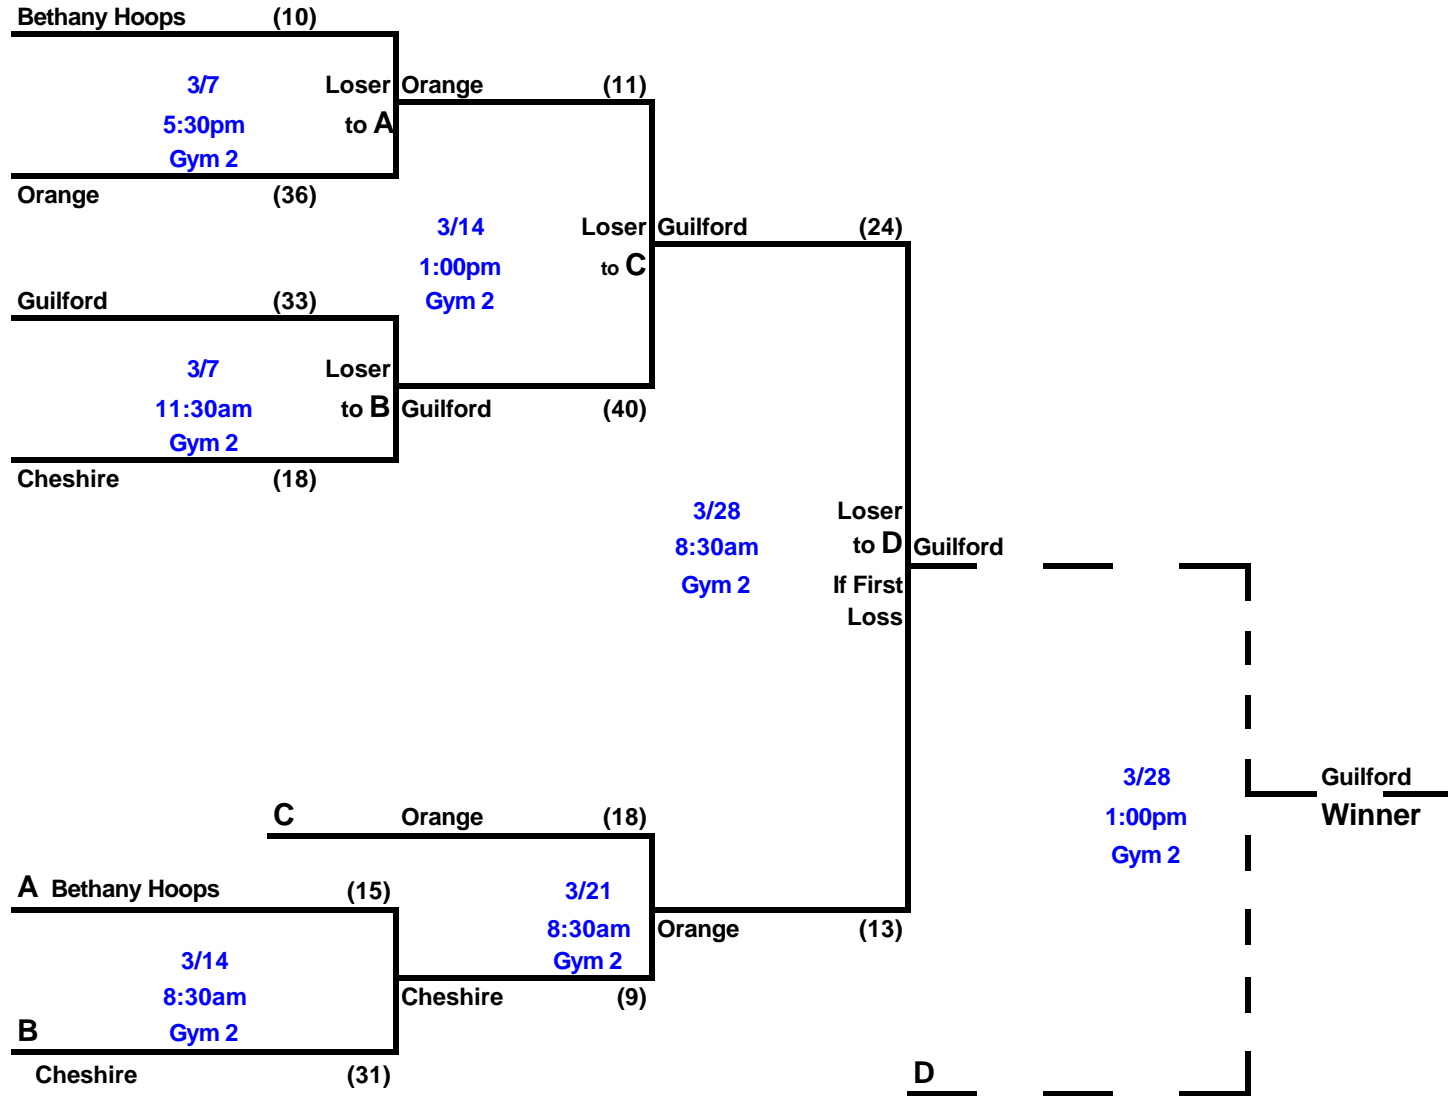 Bethany Hoops (10)
3/7 Loser Orange (11)
5:30pm to A
Gym 2
Orange (36)
3/14 Loser Guilford (24)
1:00pm to C
Guilford (33) Gym 2
3/7 Loser
11:30am to B Guilford (40)
Gym 2
Cheshire (18)
3/28 Loser
8:30am to D Guilford
Gym 2 If First
Loss
3/28 Guilford
C Orange (18) 1:00pm Winner
Gym 2
A Bethany Hoops (15) 3/21
8:30am Orange (13)
3/14 Gym 2
8:30am Cheshire (9)
B Gym 2
Cheshire (31) D